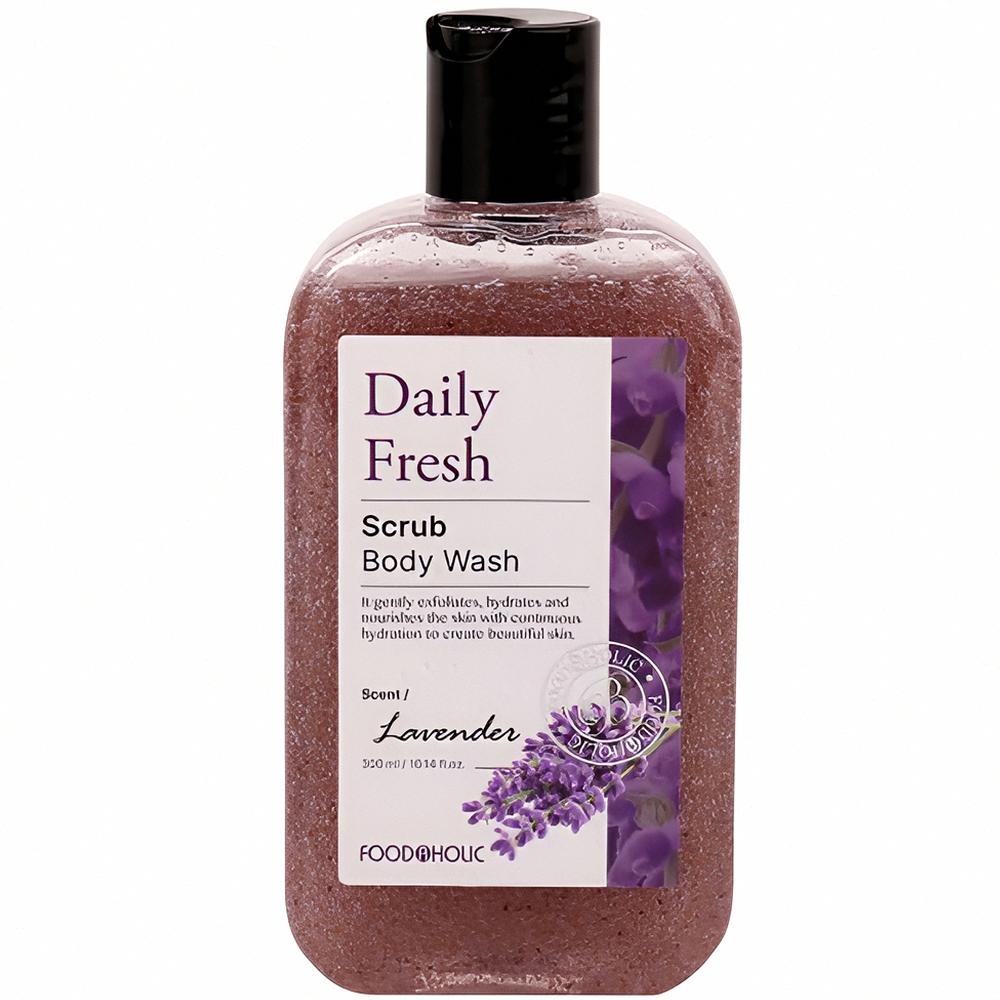 Daily
Fresh
Scrub
Body Wash
It gently exfoliates, hydrates and
nourishes the skin with continuous
hydration to create beautiful skin.
Scent /
Lavender
FOODAHOLIC